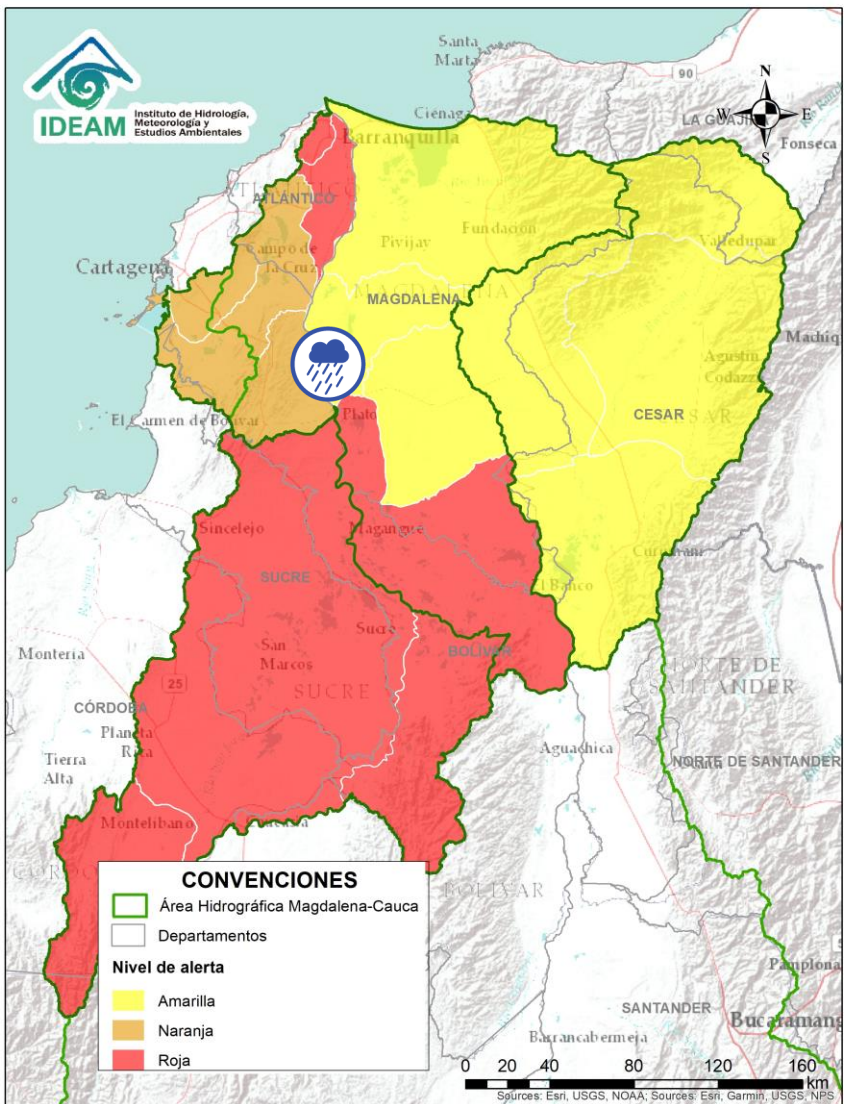 Santa
Marta
90
N
W
E
S
IDEAM
Instituto de Hidrología,
Meteorología y
Estudios Ambientales
Ciénaga
LA GUAJIRA
Fonseca
Barranquilla
ATLÁNTICO
ATLÁNTICO
Pivijay
Fundación
Valledupar
Campo de
la Cruz
Cartagena
MAGDALENA
MAGDALENA
Agustín
Codazzi
El Carmen de Bolívar
Plato
CESAR
Sincelejo
Magangué
SUCRE
El Banco
Montería
San
Marcos
Sucre
BOLÍVAR
25
SUCRE
NORTE DE
SANTANDER
CÓRDOBA
Planeta
Rica
Aguachica
NORTE DE SANTANDER
Tierra
Alta
Montelíbano
Caucasia
BOLÍVAR
CONVENCIONES
Área Hidrográfica Magdalena-Cauca
Departamentos
Nivel de alerta
Amarilla
Naranja
Roja
Pamplona
SANTANDER
Bucaramang
Barrancabermeja
0 20 40 80 120 160
km
Sources: Esri, USGS, NOAA; Sources: Esri, Garmin, USGS, NPS